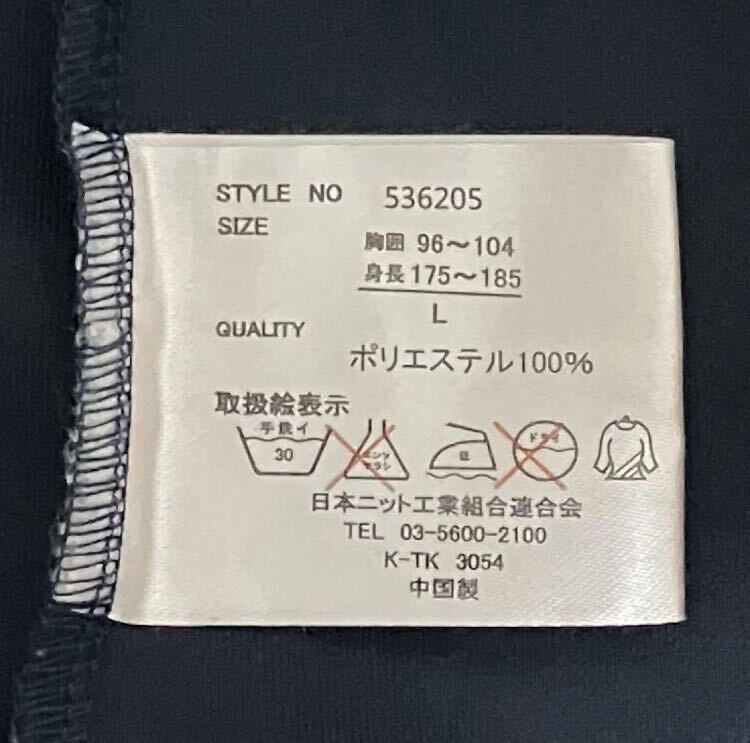 STYLE NO 536205
SIZE
胸囲 96～104
身長 175～185
L
QUALITY
ポリエステル100%
取扱絵表示
手洗イ
30
エンソ
サラシ
低
ドライ
日本ニット工業組合連合会
TEL 03-5600-2100
K-TK 3054
中国製